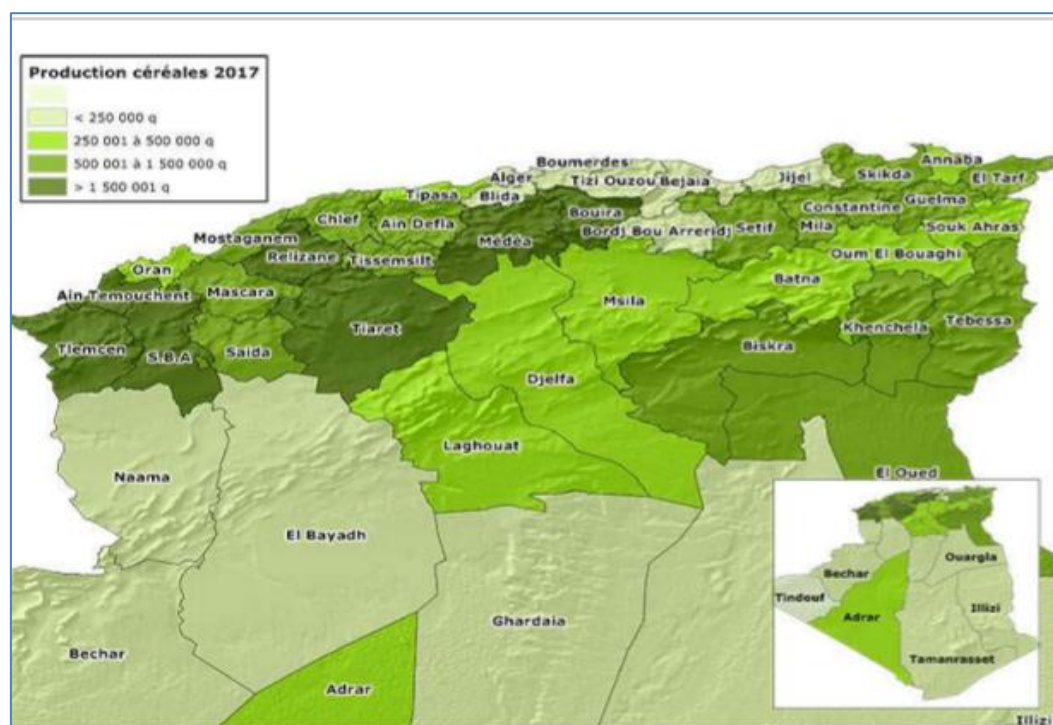 Production céréales 2017
< 250 000 q
250 001 à 500 000 q
500 001 à 1 500 000 q
> 1 500 001 q
Boumerdes
Annaba
Alger
Tizi Ouzou
Bejaia
Jijel
Skikda
El Tarf
Tipasa
Blida
Chlef
Ain Defla
Bouira
Constantine
Guelma
Mostaganem
Médéa
Bordj Bou Arreridj
Setif
Mila
Souk Ahras
Relizane
Tissemsilt
Oum El Bouaghi
Oran
Ain Temouchent
Mascara
Msila
Batna
Tiaret
Khenchela
Tébessa
Tlemcen
S.B.A
Saida
Biskra
Djelfa
Laghouat
Naama
El Oued
El Bayadh
Ouargla
Bechar
Tindouf
Illizi
Adrar
Tamanrasset
Ghardaia
Bechar
Adrar
Illizi